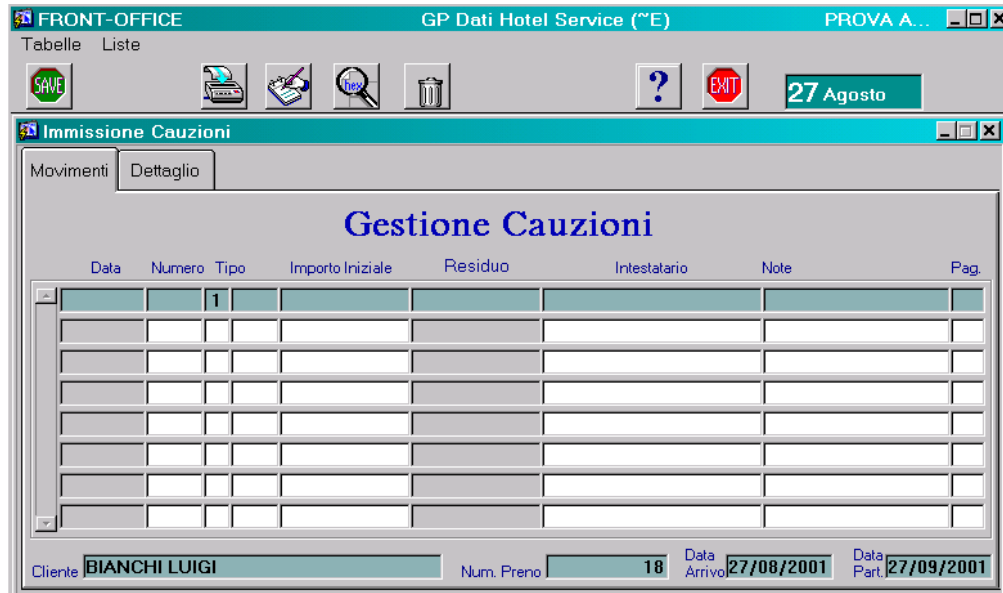 FRONT-OFFICE GP Dati Hotel Service (~E) PROVA A...
Tabelle Liste
SAVE hex ? EXIT 27 Agosto
Immissione Cauzioni
Movimenti Dettaglio
Gestione Cauzioni
Data Numero Tipo Importo Iniziale Residuo Intestatario Note Pag.
1
Cliente BIANCHI LUIGI Num. Preno 18 Data Arrivo 27/08/2001 Data Part. 27/09/2001